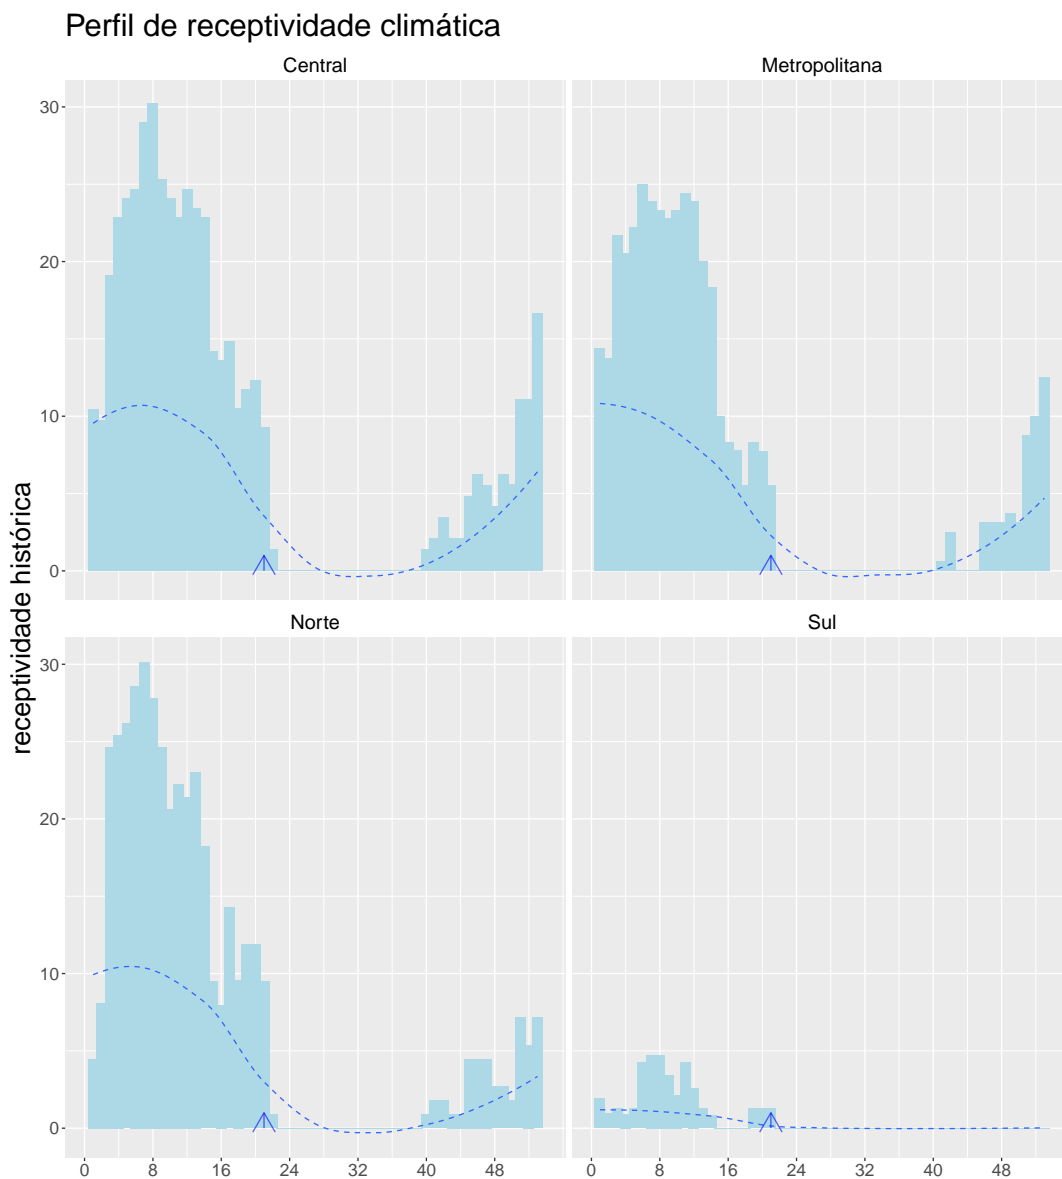 Perfil de receptividade climática
Central
Metropolitana
30
20
10
0
receptividade histórica
Norte
Sul
30
20
10
0
0 8 16 24 32 40 48
0 8 16 24 32 40 48